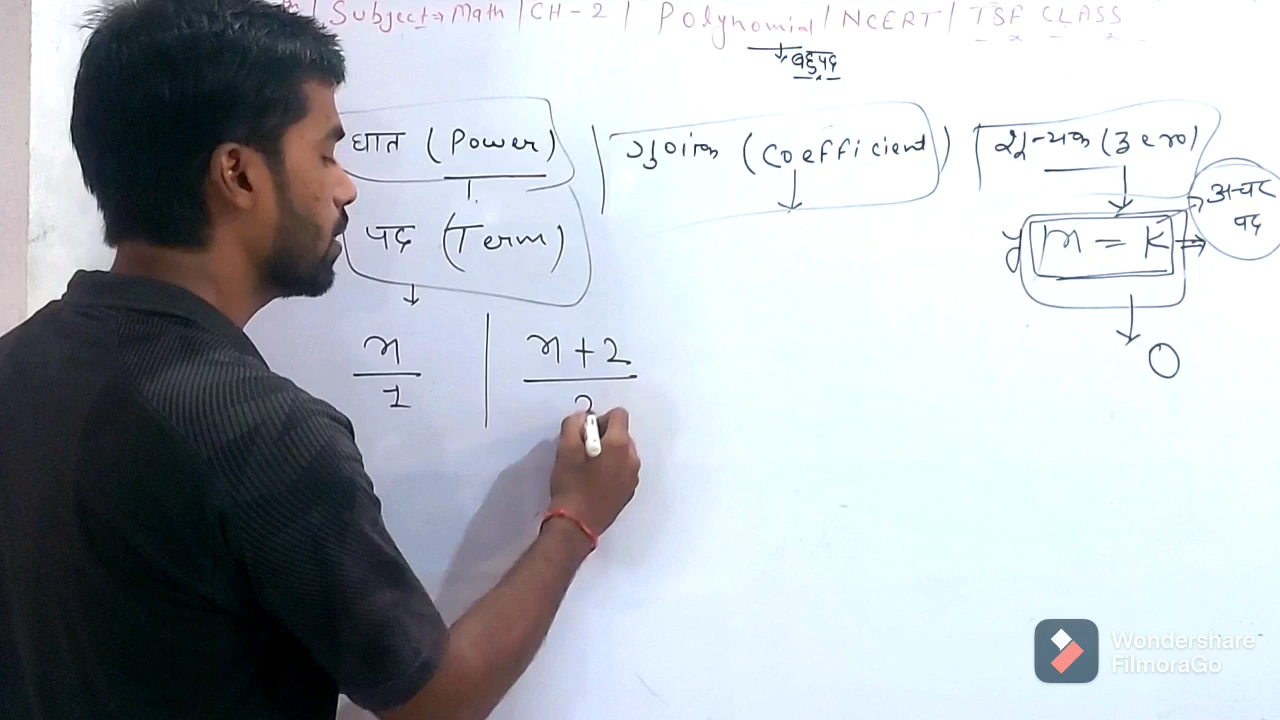 Subject → Math / CH - 2 / Polynomial / NCERT / TSF CLASS
बहुपद
घात (Power) | गुणांक (Coefficient) | शून्यक (Zero)
पद (Term)
अचर
पद
x = K
0
x / 1 | x + 2 / 2
Wondershare
FilmoraGo